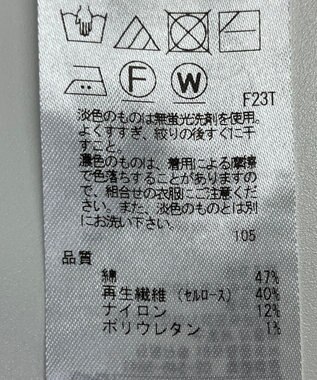 F
W
F23T
淡色のものは無蛍光洗剤を使用。
よくすすぎ、絞りの後すぐに干
すこと。
濃色のものは、着用による摩擦
で色落ちすることがありますの
で、組合せの衣服にご注意くだ
さい。また、淡色のものとは別
にお洗い下さい。
105
品質
綿 47%
再生繊維（セルロース） 40%
ナイロン 12%
ポリウレタン 1%